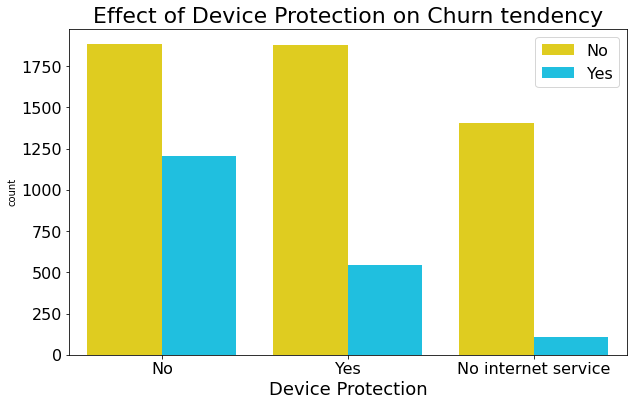 Effect of Device Protection on Churn tendency
No
Yes
count
1750
1500
1250
1000
750
500
250
0
No Yes No internet service
Device Protection